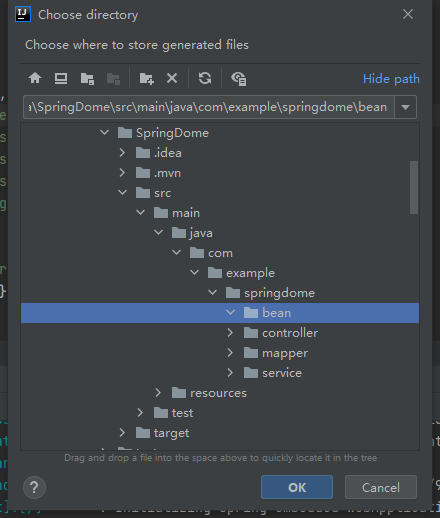 Choose directory
Choose where to store generated files
Hide path
\SpringDome\src\main\java\com\example\springdome\bean
SpringDome
.idea
.mvn
src
main
java
com
example
springdome
bean
controller
mapper
service
resources
test
target
Drag and drop a file into the space above to quickly locate it in the tree
?
OK
Cancel